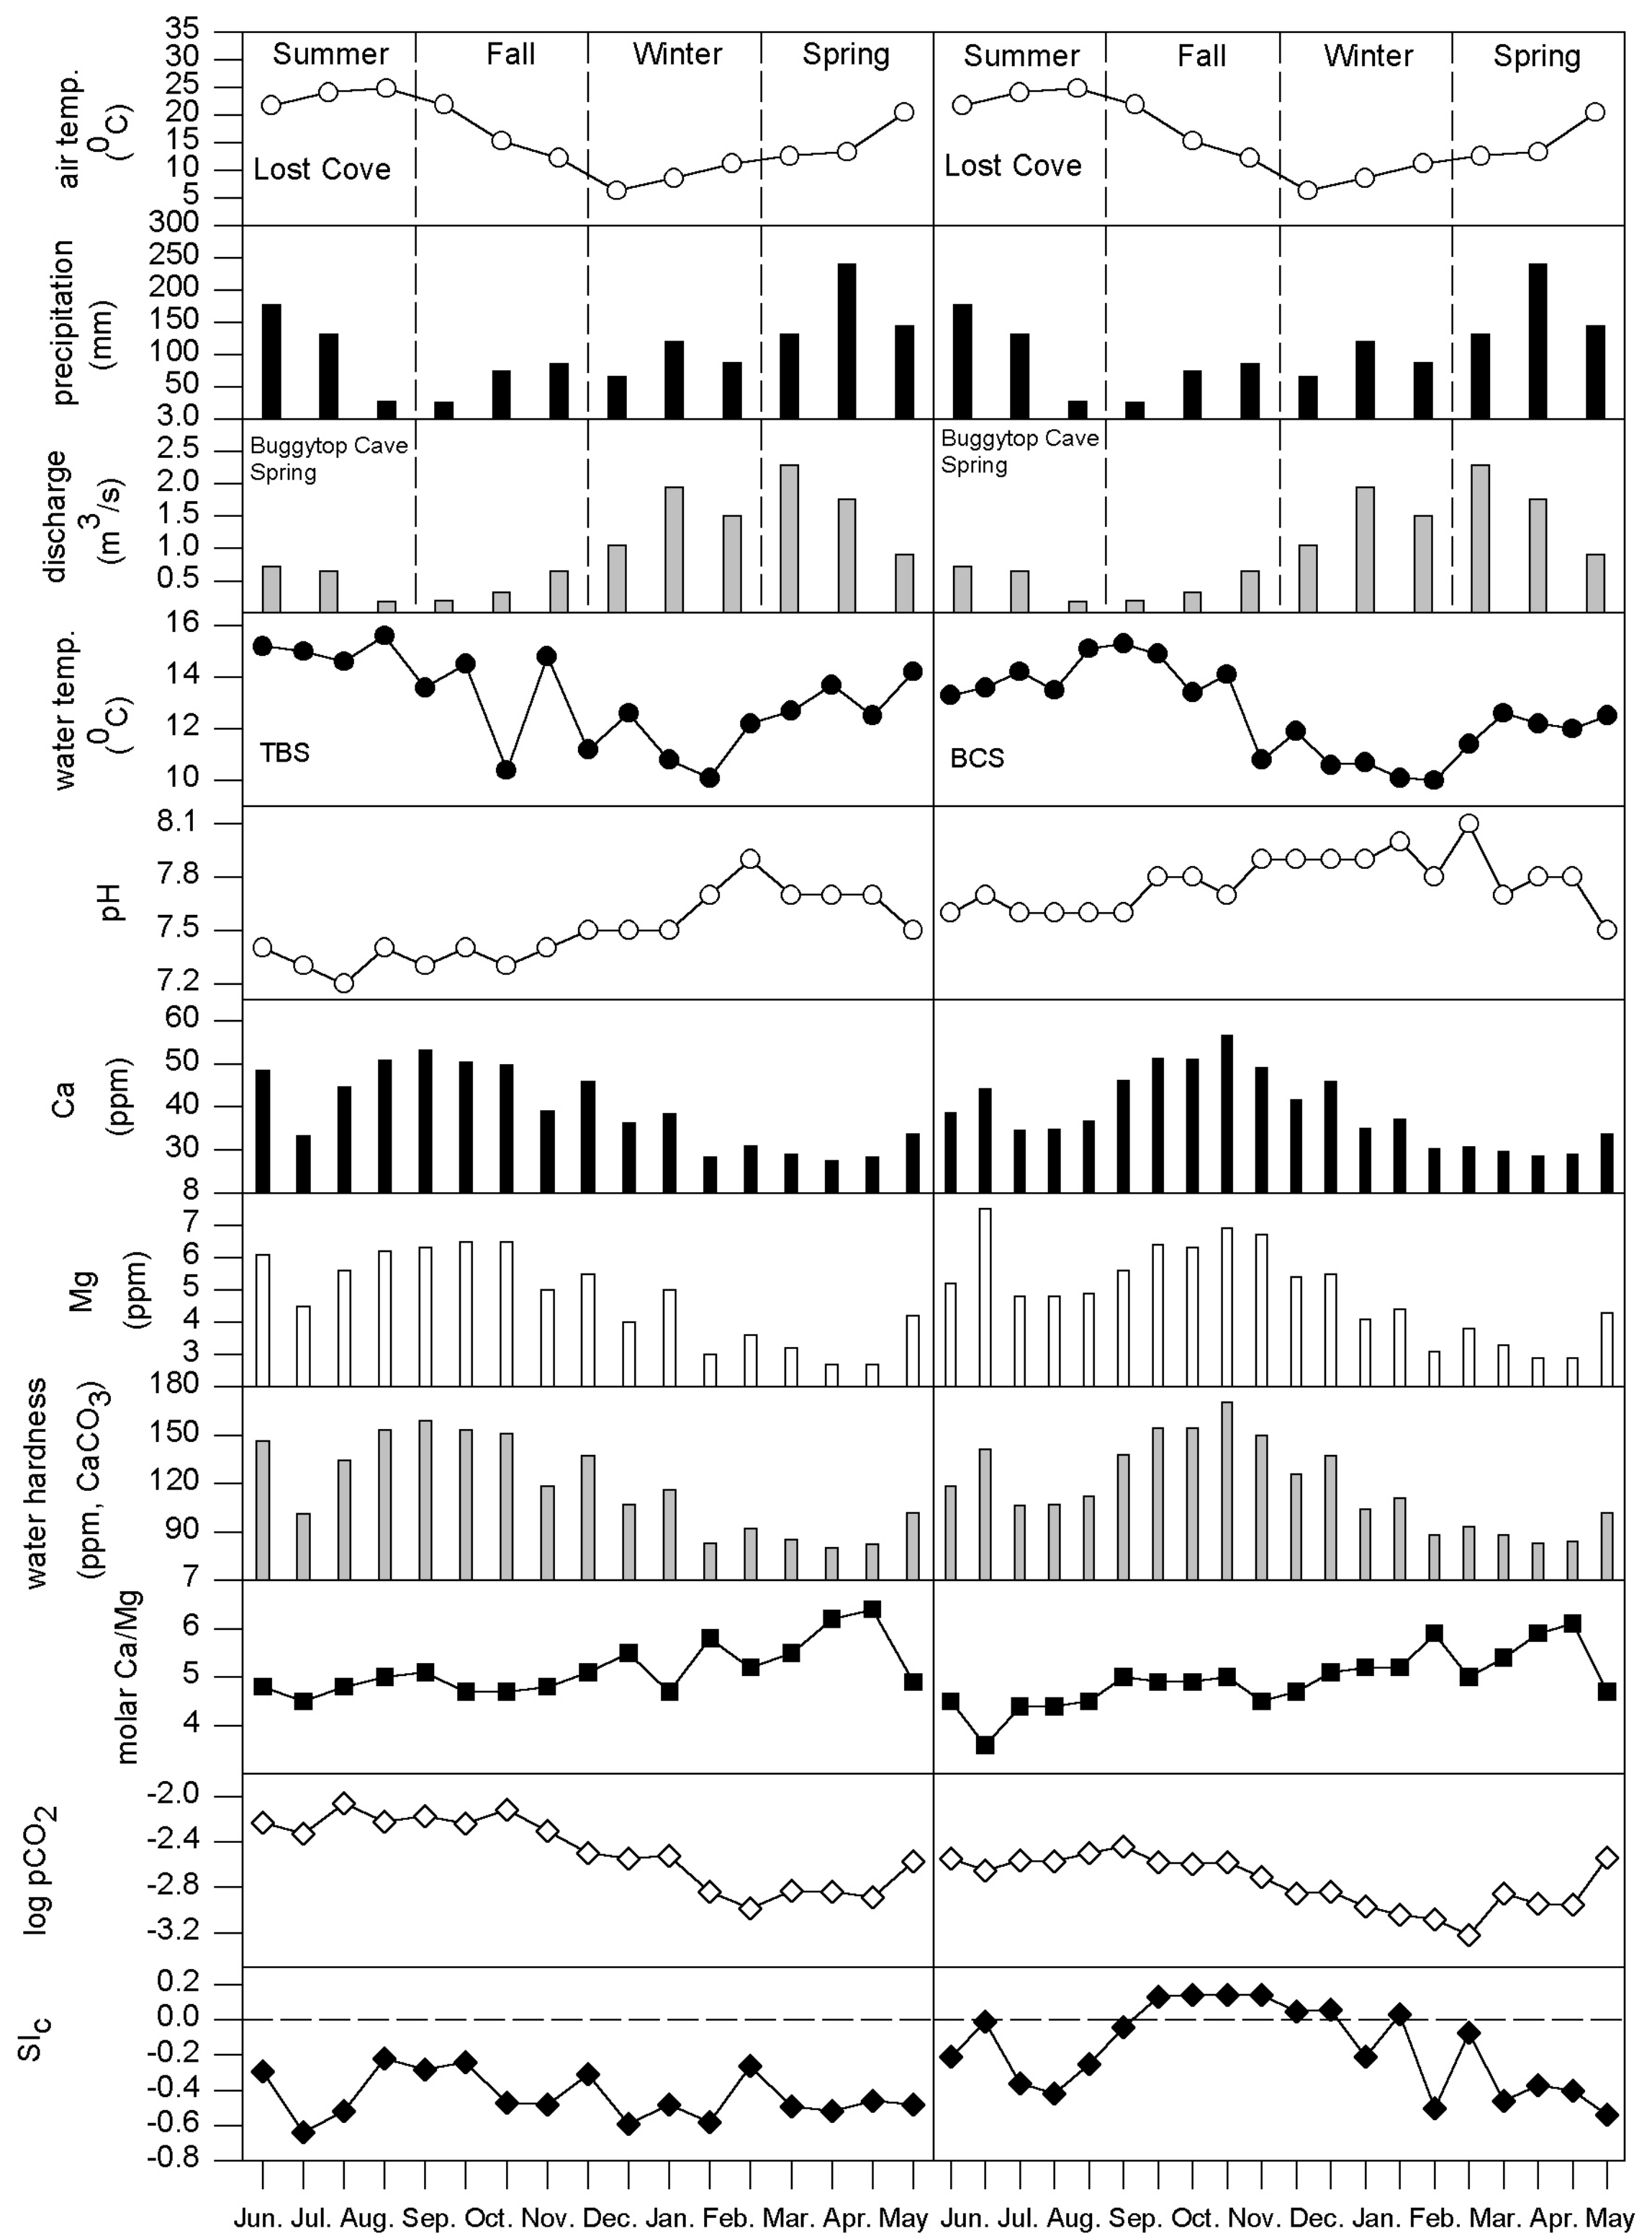 35
30
25
20
15
10
5
air temp.
(⁰C)
Summer Fall Winter Spring Summer Fall Winter Spring
Lost Cove Lost Cove
300
250
200
150
100
50
3.0
precipitation
(mm)
2.5
2.0
1.5
1.0
0.5
discharge
(m³/s)
Buggytop Cave
Spring
Buggytop Cave
Spring
16
14
12
10
water temp.
(⁰C)
TBS BCS
8.1
7.8
7.5
7.2
pH
60
50
40
30
8
Ca
(ppm)
7
6
5
4
3
Mg
(ppm)
180
150
120
90
7
water hardness
(ppm, CaCO₃)
6
5
4
molar Ca/Mg
-2.0
-2.4
-2.8
-3.2
log pCO₂
0.2
0.0
-0.2
-0.4
-0.6
-0.8
SIc
Jun. Jul. Aug. Sep. Oct. Nov. Dec. Jan. Feb. Mar. Apr. May Jun. Jul. Aug. Sep. Oct. Nov. Dec. Jan. Feb. Mar. Apr. May